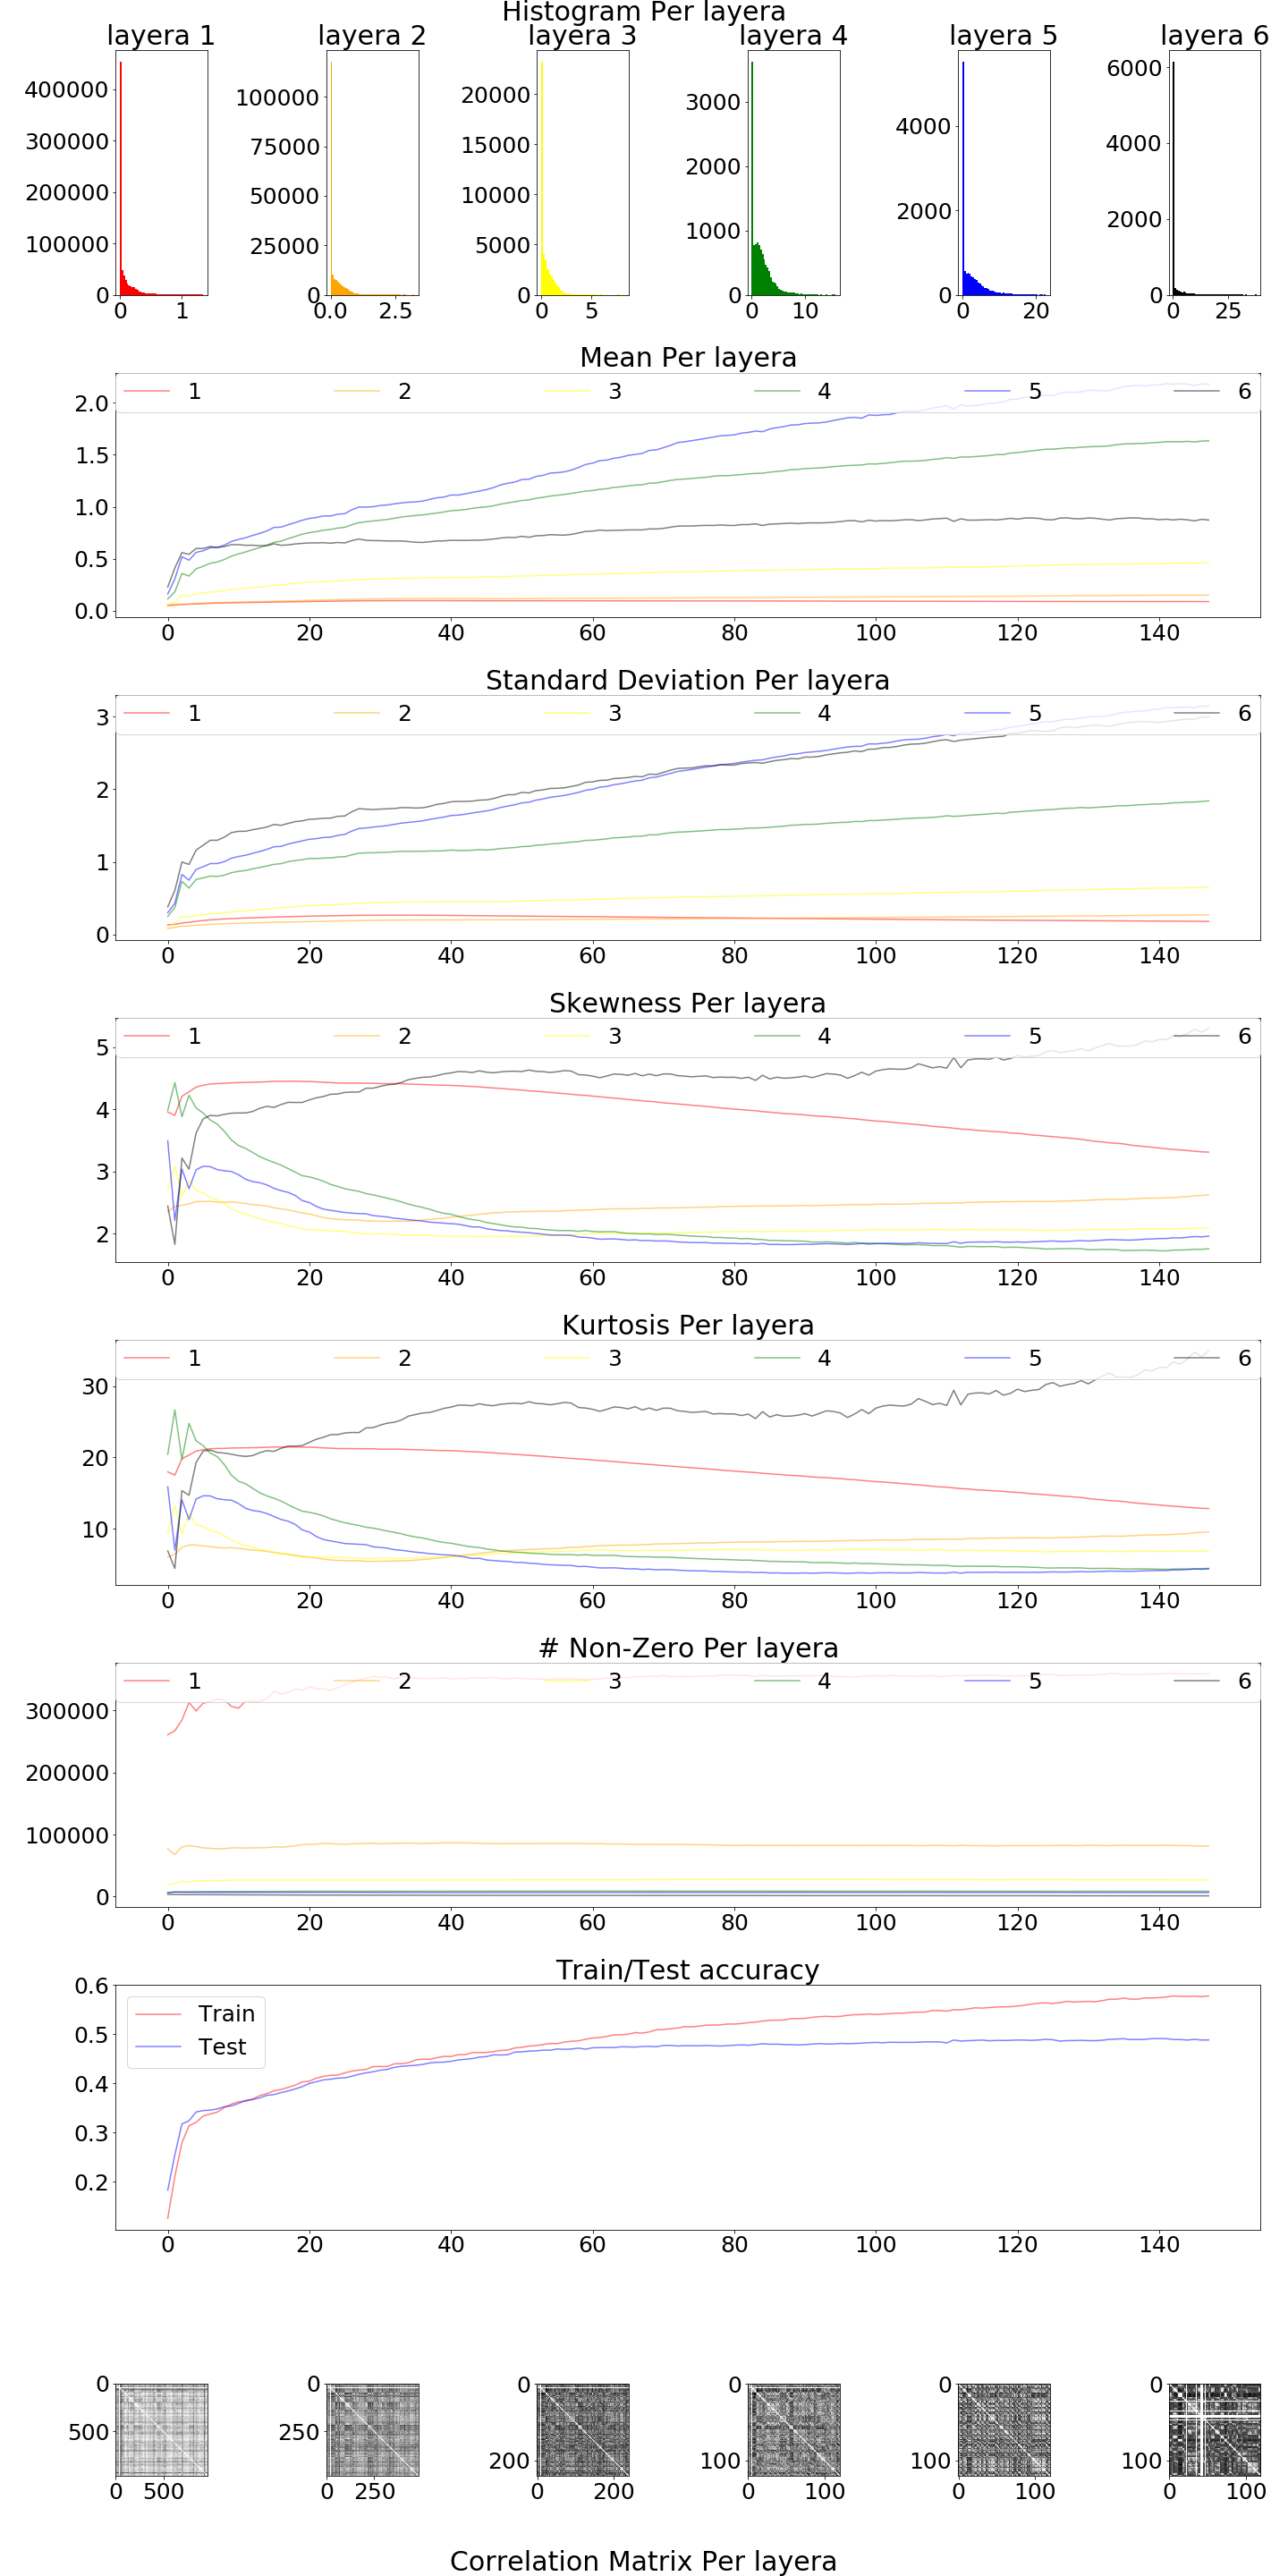 Histogram Per layera
layera 1 layera 2 layera 3 layera 4 layera 5 layera 6
400000 300000 200000 100000 0 0 1
100000 75000 50000 25000 0 0.0 2.5
20000 15000 10000 5000 0 0 5
3000 2000 1000 0 0 10
4000 2000 0 0 20
6000 4000 2000 0 0 25
Mean Per layera
1 2 3 4 5 6
2.0
1.5
1.0
0.5
0.0
0 20 40 60 80 100 120 140
Standard Deviation Per layera
1 2 3 4 5 6
3
2
1
0
0 20 40 60 80 100 120 140
Skewness Per layera
1 2 3 4 5 6
5
4
3
2
0 20 40 60 80 100 120 140
Kurtosis Per layera
1 2 3 4 5 6
30
20
10
0 20 40 60 80 100 120 140
# Non-Zero Per layera
1 2 3 4 5 6
300000
200000
100000
0
0 20 40 60 80 100 120 140
Train/Test accuracy
0.6
Train
0.5
Test
0.4
0.3
0.2
0 20 40 60 80 100 120 140
0 500 0 500
0 250 0 250
0 200 0 200
0 100 0 100
0 100 0 100
0 100 0 100
Correlation Matrix Per layera